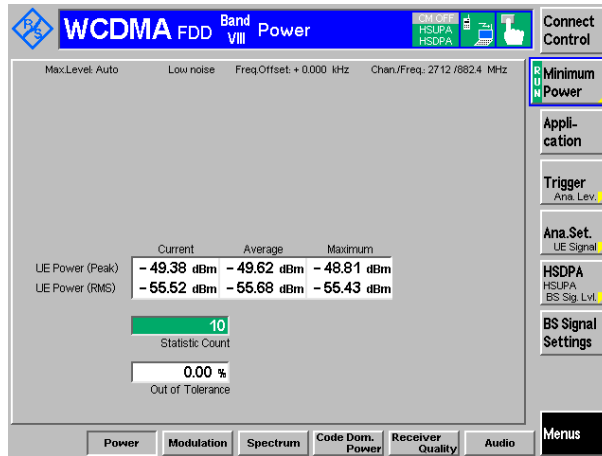 R/S
WCDMA FDD Band VIII Power
CM OFF
HSUPA
HSDPA
Connect Control
Max.Level: Auto Low noise Freq.Offset: + 0.000 kHz Chan./Freq.: 2712 /882.4 MHz
RUN
Minimum Power
Appli-
cation
Trigger
Ana. Lev.
Ana.Set.
UE Signal
HSDPA
HSUPA
BS Sig. Lvl.
BS Signal
Settings
Current Average Maximum
UE Power (Peak) - 49.38 dBm - 49.62 dBm - 48.81 dBm
UE Power (RMS) - 55.52 dBm - 55.68 dBm - 55.43 dBm
10
Statistic Count
0.00 %
Out of Tolerance
Power Modulation Spectrum Code Dom. Power Receiver Quality Audio Menus